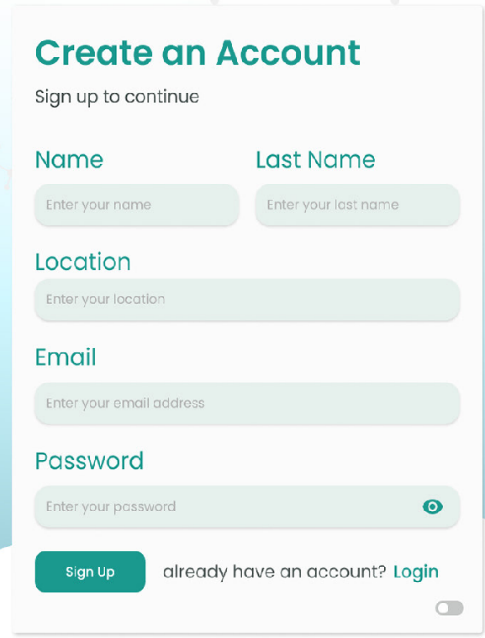 Create an Account
Sign up to continue
Name Last Name
Enter your name Enter your last name
Location
Enter your location
Email
Enter your email address
Password
Enter your password
Sign Up already have an account? Login